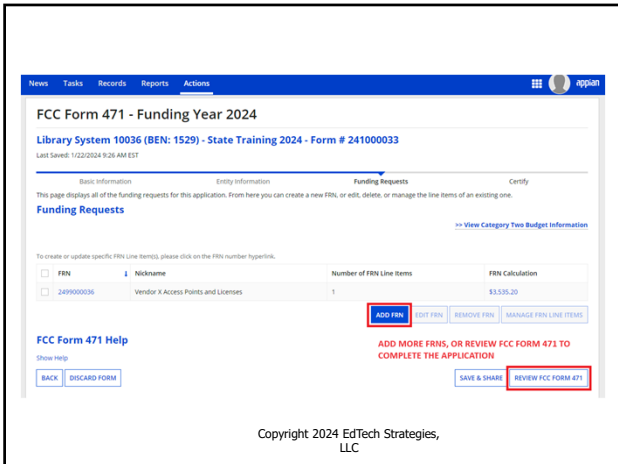 News Tasks Records Reports Actions appian
FCC Form 471 - Funding Year 2024
Library System 10036 (BEN: 1529) - State Training 2024 - Form # 241000033
Last Saved: 1/22/2024 9:26 AM EST
Basic Information Entity Information Funding Requests Certify
This page displays all of the funding requests for this application. From here you can create a new FRN, or edit, delete, or manage the line items of an existing one.
Funding Requests
>> View Category Two Budget Information
To create or update specific FRN Line Item(s), please click on the FRN number hyperlink.
FRN ↓ Nickname Number of FRN Line Items FRN Calculation
2499000036 Vendor X Access Points and Licenses 1 $3,535.20
ADD FRN EDIT FRN REMOVE FRN MANAGE FRN LINE ITEMS
FCC Form 471 Help
ADD MORE FRNS, OR REVIEW FCC FORM 471 TO
COMPLETE THE APPLICATION
Show Help
BACK DISCARD FORM SAVE & SHARE REVIEW FCC FORM 471
Copyright 2024 EdTech Strategies,
LLC